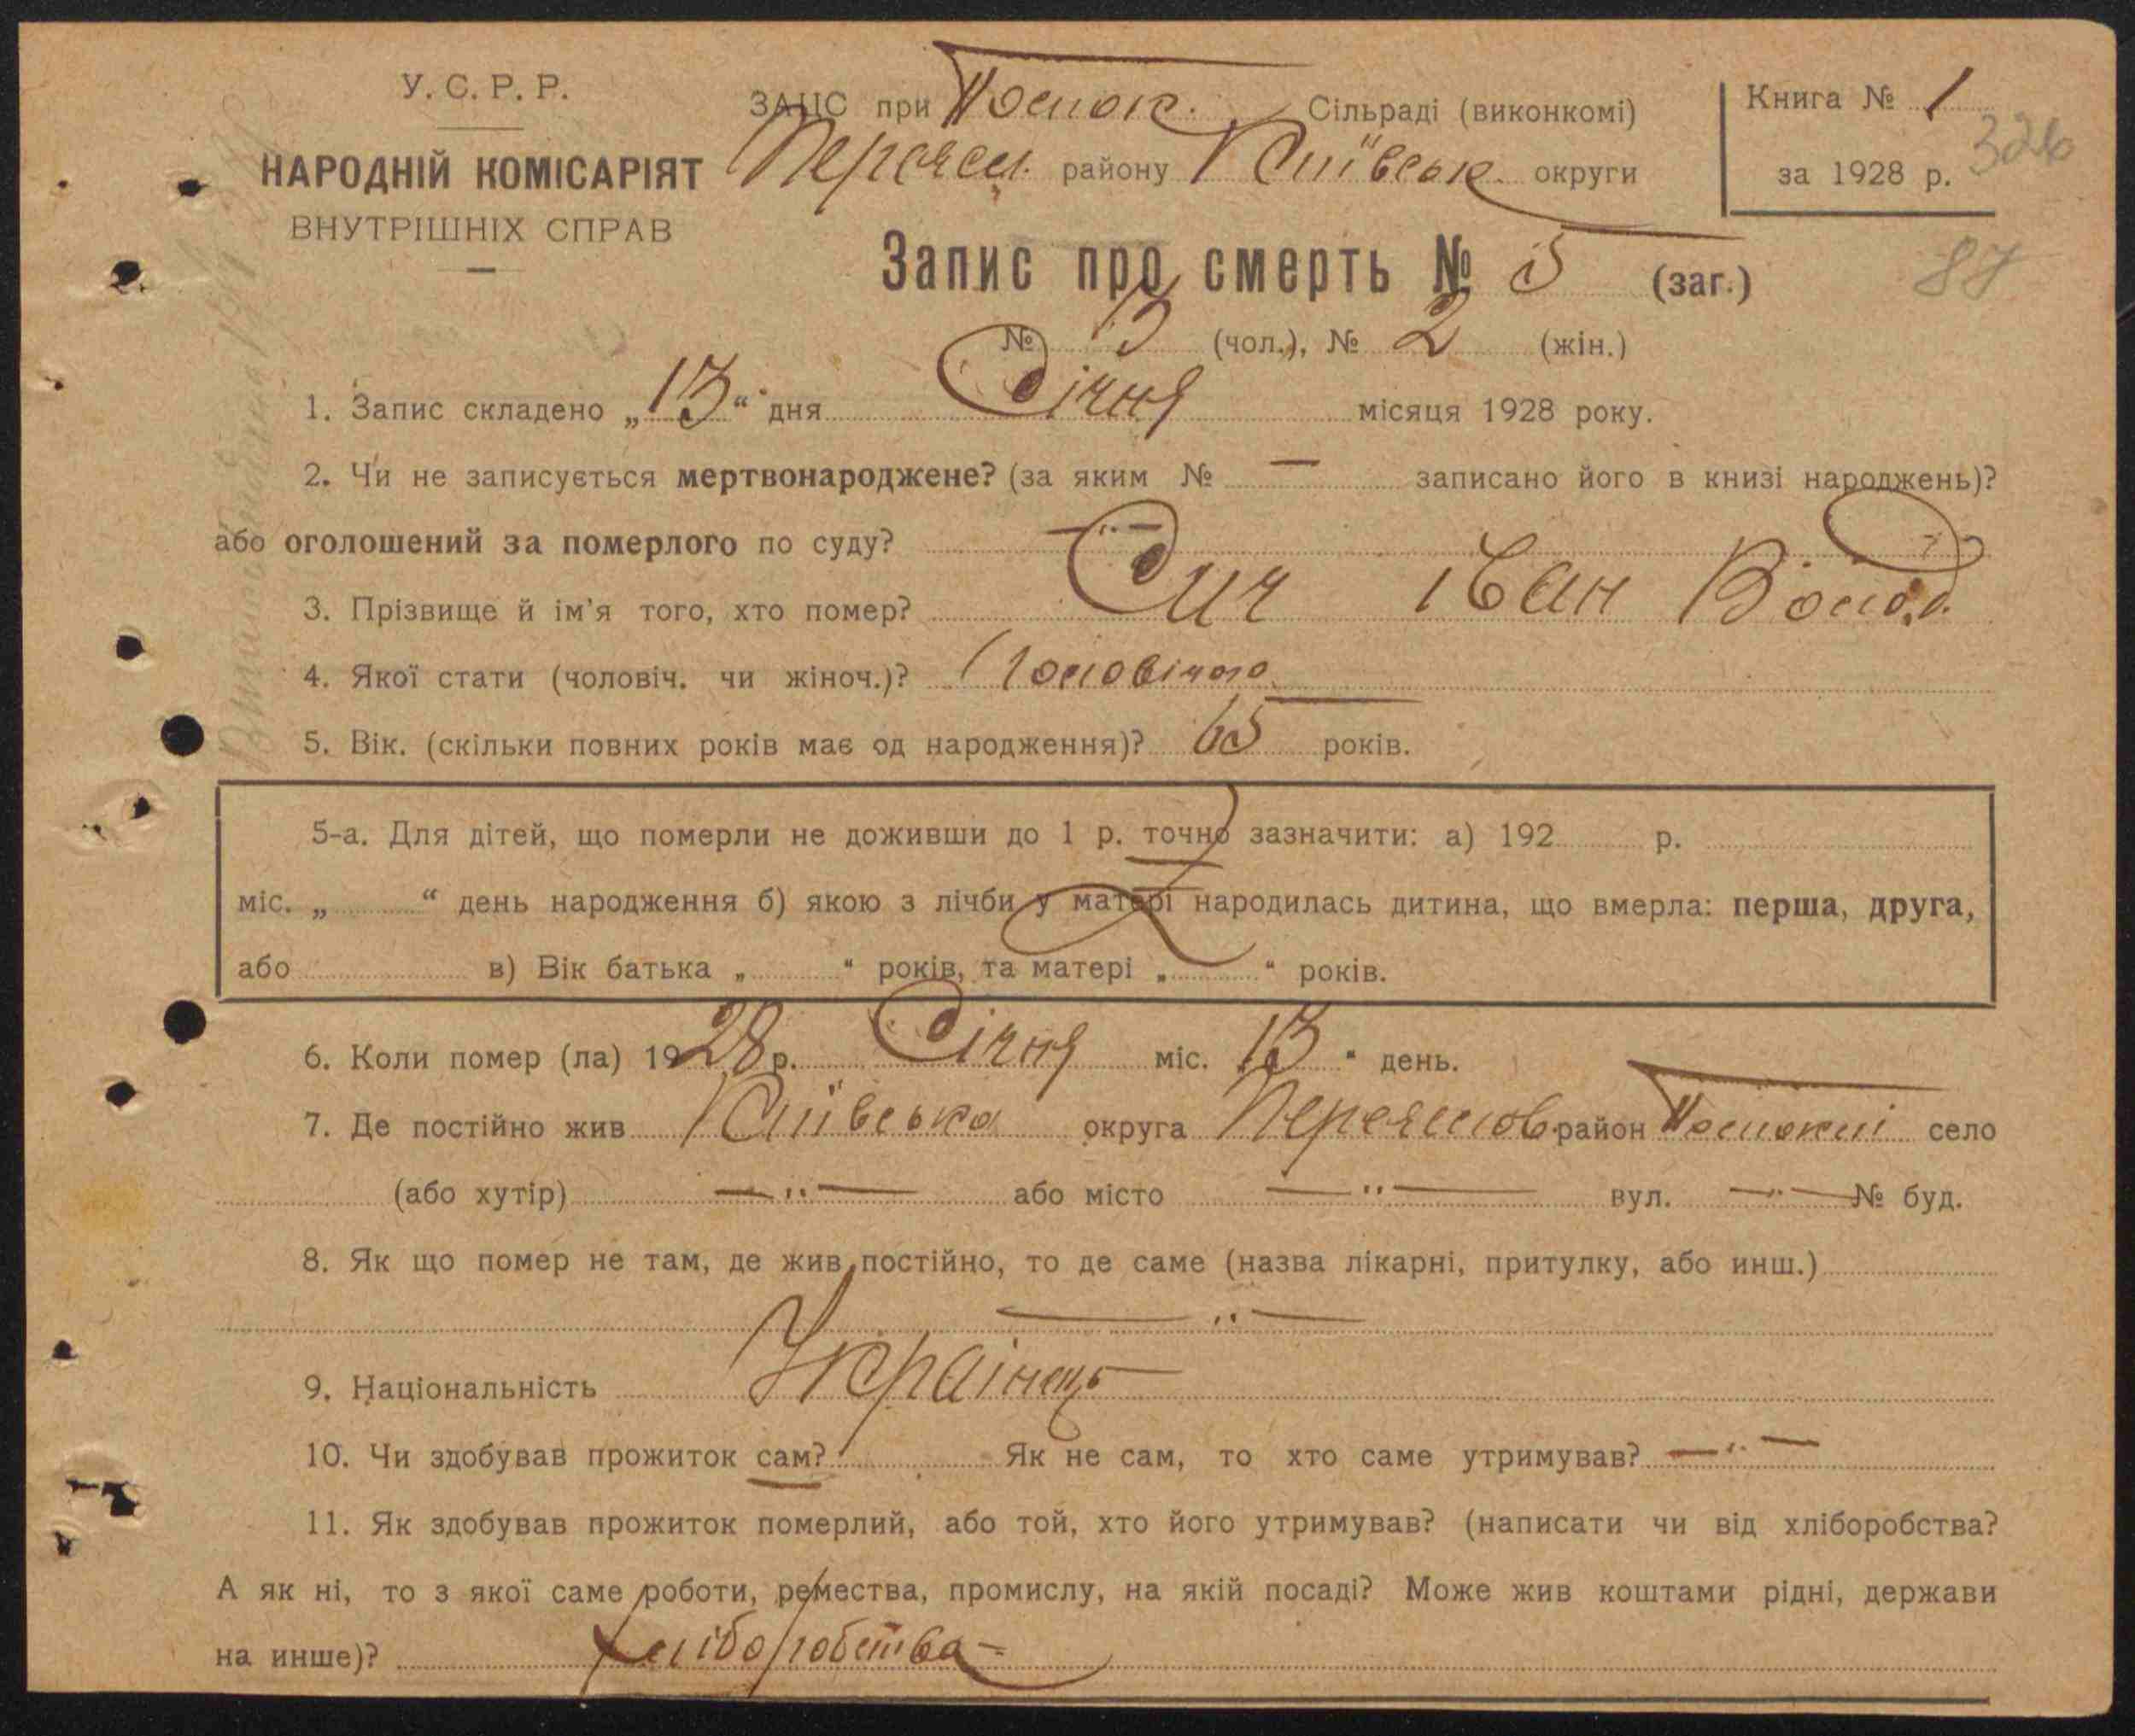 У. С. Р. Р.
НАРОДНІЙ КОМІСАРІЯТ
ВНУТРІШНІХ СПРАВ
ЗАЦС при Сільраді (виконкомі)
Переясл. району Київськ. округи
Книга № 1
за 1928 р.
326
87
Запис про смерть № 5 (заг.)
№ 3 (чол.), № 2 (жін.)
1. Запис складено „13“ дня Січня місяця 1928 року.
2. Чи не записується мертвонароджене? (за яким № — записано його в книзі народжень)?
або оголошений за померлого по суду? —„—
3. Прізвище й ім'я того, хто помер? Сич Іван Волод.
4. Якої стати (чоловіч. чи жіноч.)? Чоловічого
5. Вік. (скільки повних років має од народження)? 65 років.
5-а. Для дітей, що померли не доживши до 1 р. точно зазначити: а) 192 р.
міс. „ “ день народження б) якою з лічби у матері народилась дитина, що вмерла: перша, друга,
або в) Вік батька „ “ років, та матері „ “ років.
6. Коли помер (ла) 1928 р. Січня міс. 13 “ день.
7. Де постійно жив Київська округа Переяслов. район село
(або хутір) —„— або місто —„— вул. —„— № буд.
8. Як що помер не там, де жив постійно, то де саме (назва лікарні, притулку, або инш.)
—„—
9. Національність Українець
10. Чи здобував прожиток сам? Як не сам, то хто саме утримував? —„—
11. Як здобував прожиток померлий, або той, хто його утримував? (написати чи від хліборобства?
А як ні, то з якої саме роботи, ремества, промислу, на якій посаді? Може жив коштами рідні, держави
на инше)? хліборобства